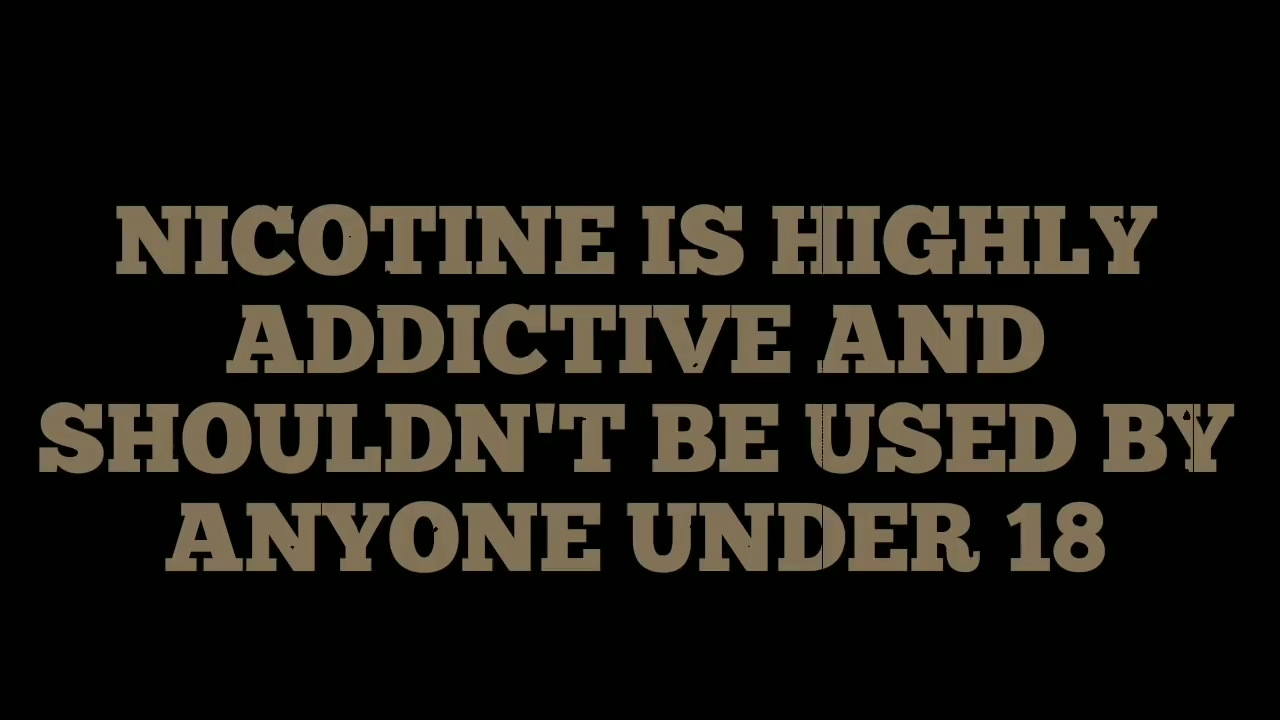 NICOTINE IS HIGHLY
ADDICTIVE AND
SHOULDN'T BE USED BY
ANYONE UNDER 18